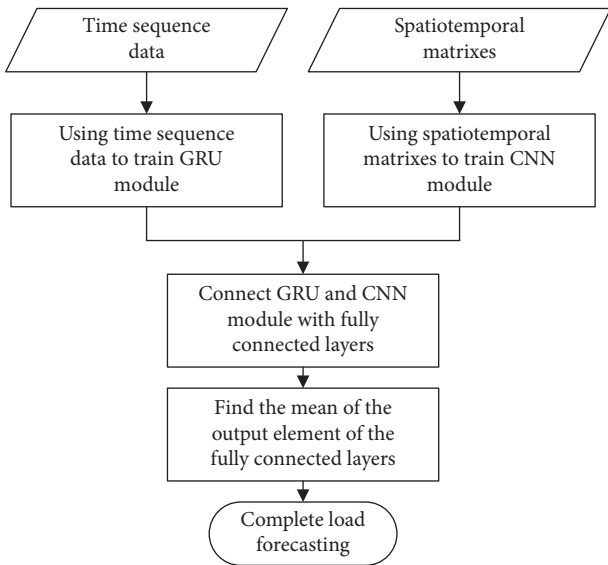 Time sequence
data
Spatiotemporal
matrixes
Using time sequence
data to train GRU
module
Using spatiotemporal
matrixes to train CNN
module
Connect GRU and CNN
module with fully
connected layers
Find the mean of the
output element of the
fully connected layers
Complete load
forecasting